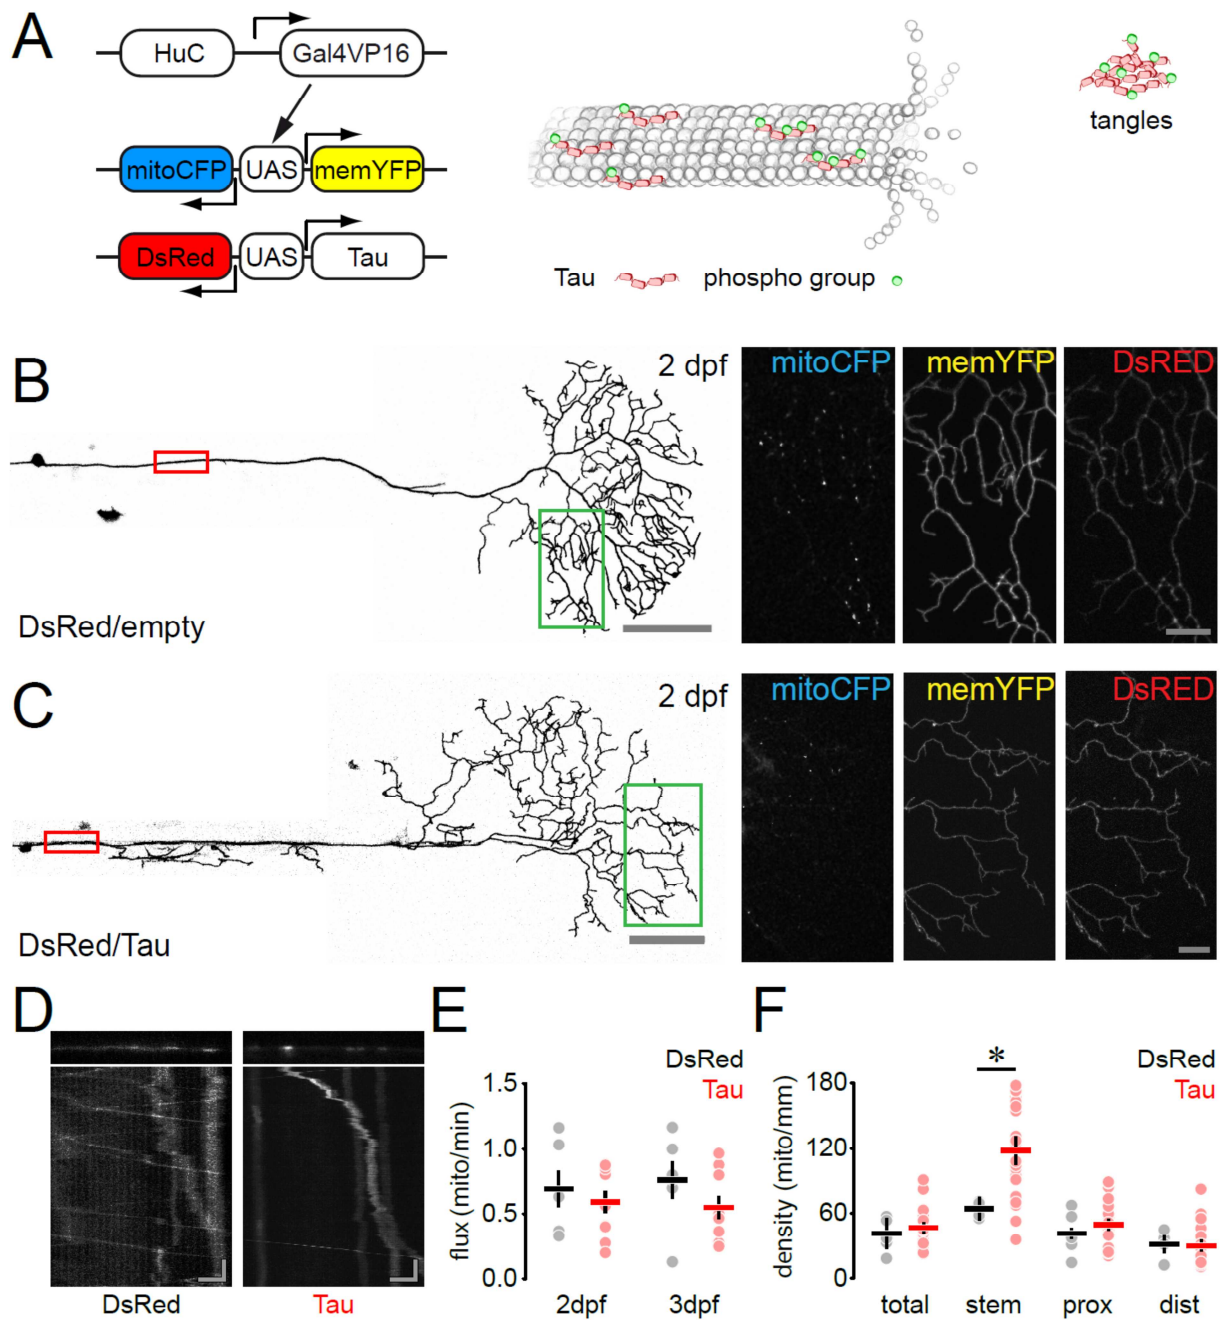 A
HuC
Gal4VP16
mitoCFP
UAS
memYFP
DsRed
UAS
Tau
tangles
Tau
phospho group
B
2 dpf
mitoCFP
memYFP
DsRED
DsRed/empty
C
2 dpf
mitoCFP
memYFP
DsRED
DsRed/Tau
D
DsRed
Tau
E
DsRed
Tau
flux (mito/min)
1.5
1.0
0.5
0.0
2dpf
3dpf
F
*
DsRed
Tau
density (mito/mm)
180
120
60
0
total
stem
prox
dist